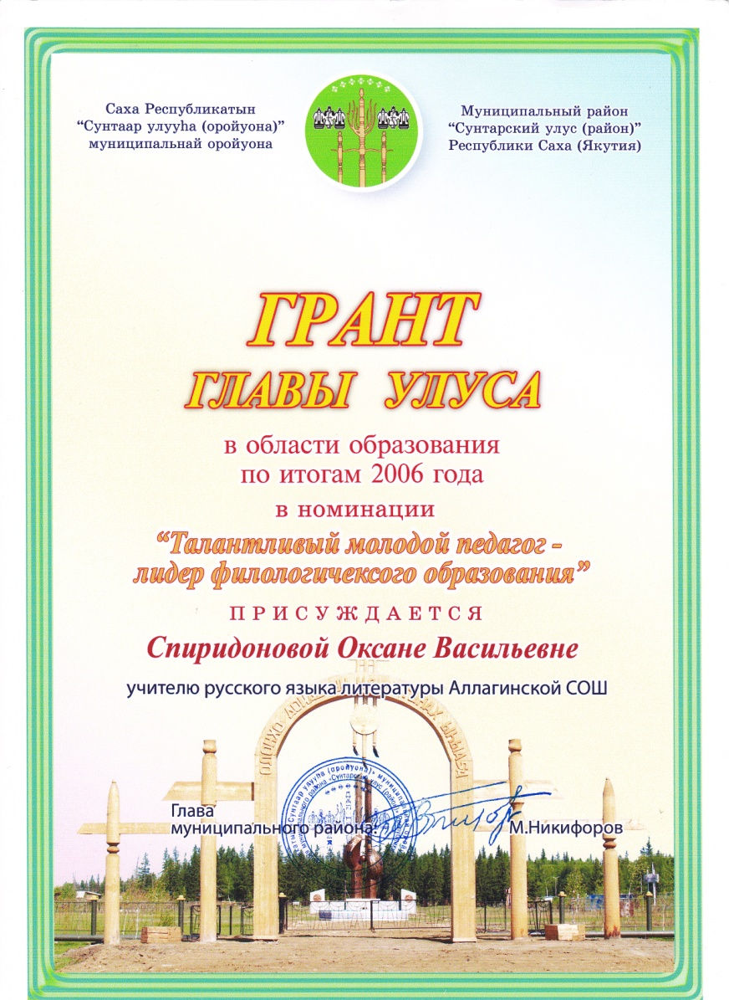 Саха Республикатын
“Сунтаар улууһа (оройуона)”
муниципальнай оройуона
Муниципальный район
“Сунтарский улус (район)”
Республики Саха (Якутия)
ГРАНТ
ГЛАВЫ УЛУСА
в области образования
по итогам 2006 года
в номинации
“Талантливый молодой педагог -
лидер филологичексого образования”
ПРИСУЖДАЕТСЯ
Спиридоновой Оксане Васильевне
учителю русского языка литературы Аллагинской СОШ
Глава
муниципального района:
М.Никифоров